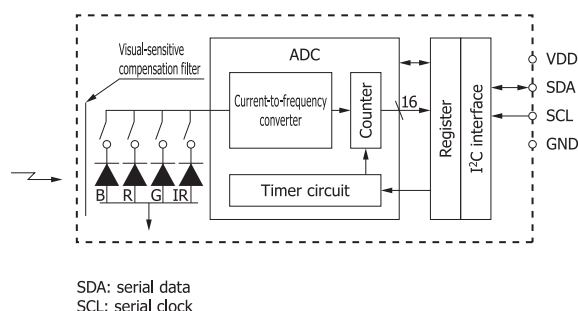 Visual-sensitive
compensation filter
ADC
Current-to-frequency
converter
Counter
16
Register
I²C interface
VDD
SDA
SCL
GND
Timer circuit
B R G IR
SDA: serial data
SCL: serial clock